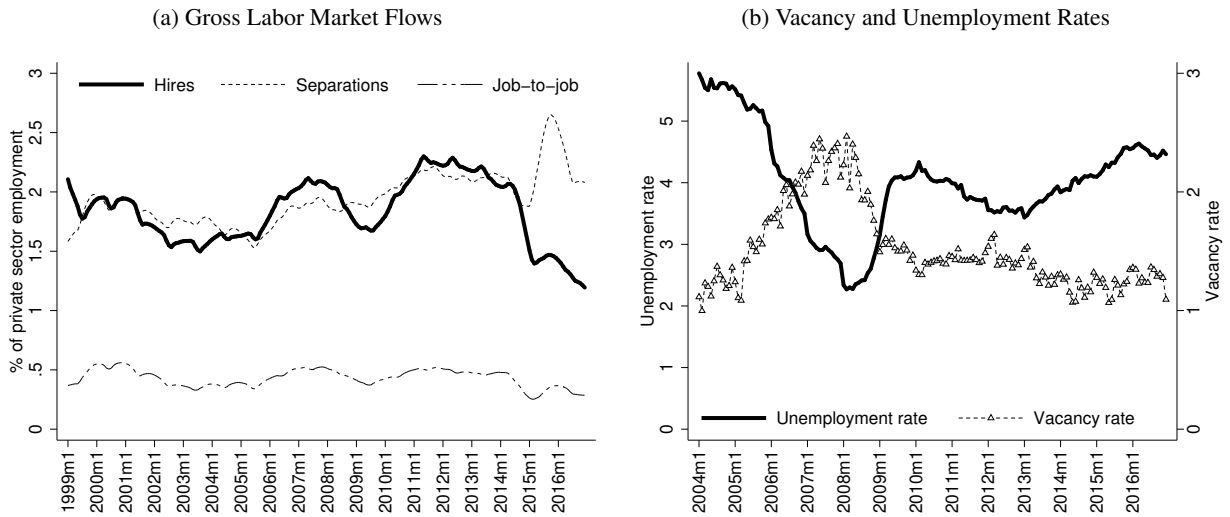 (a) Gross Labor Market Flows
(b) Vacancy and Unemployment Rates
% of private sector employment
3
2.5
2
1.5
1
.5
0
Hires
Separations
Job−to−job
1999m1
2000m1
2001m1
2002m1
2003m1
2004m1
2005m1
2006m1
2007m1
2008m1
2009m1
2010m1
2011m1
2012m1
2013m1
2014m1
2015m1
2016m1
Unemployment rate
5
4
3
2
1
0
Vacancy rate
3
2
1
0
Unemployment rate
Vacancy rate
2004m1
2005m1
2006m1
2007m1
2008m1
2009m1
2010m1
2011m1
2012m1
2013m1
2014m1
2015m1
2016m1